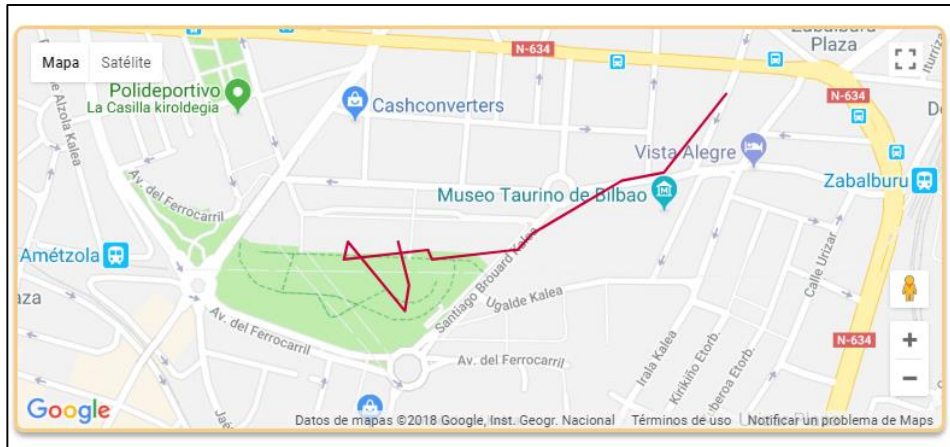 Zabalburu
Plaza
N-634
Mapa Satélite
Iturriza
Polideportivo
La Casilla kiroldegia
N-634
Cashconverters
Alzola Kalea
Vista Alegre
Museo Taurino de Bilbao
Zabalburu
Av. del Ferrocarril
Amétzola
Santiago Brouard Kalea
Calle Urizar
Ugalde Kalea
zaza
Av. del Ferrocarril
N-634
Av. del Ferrocarril
Irala Kalea
Kirikiño Etorb.
Google
Datos de mapas ©2018 Google, Inst. Geogr. Nacional Términos de uso Notificar un problema de Maps